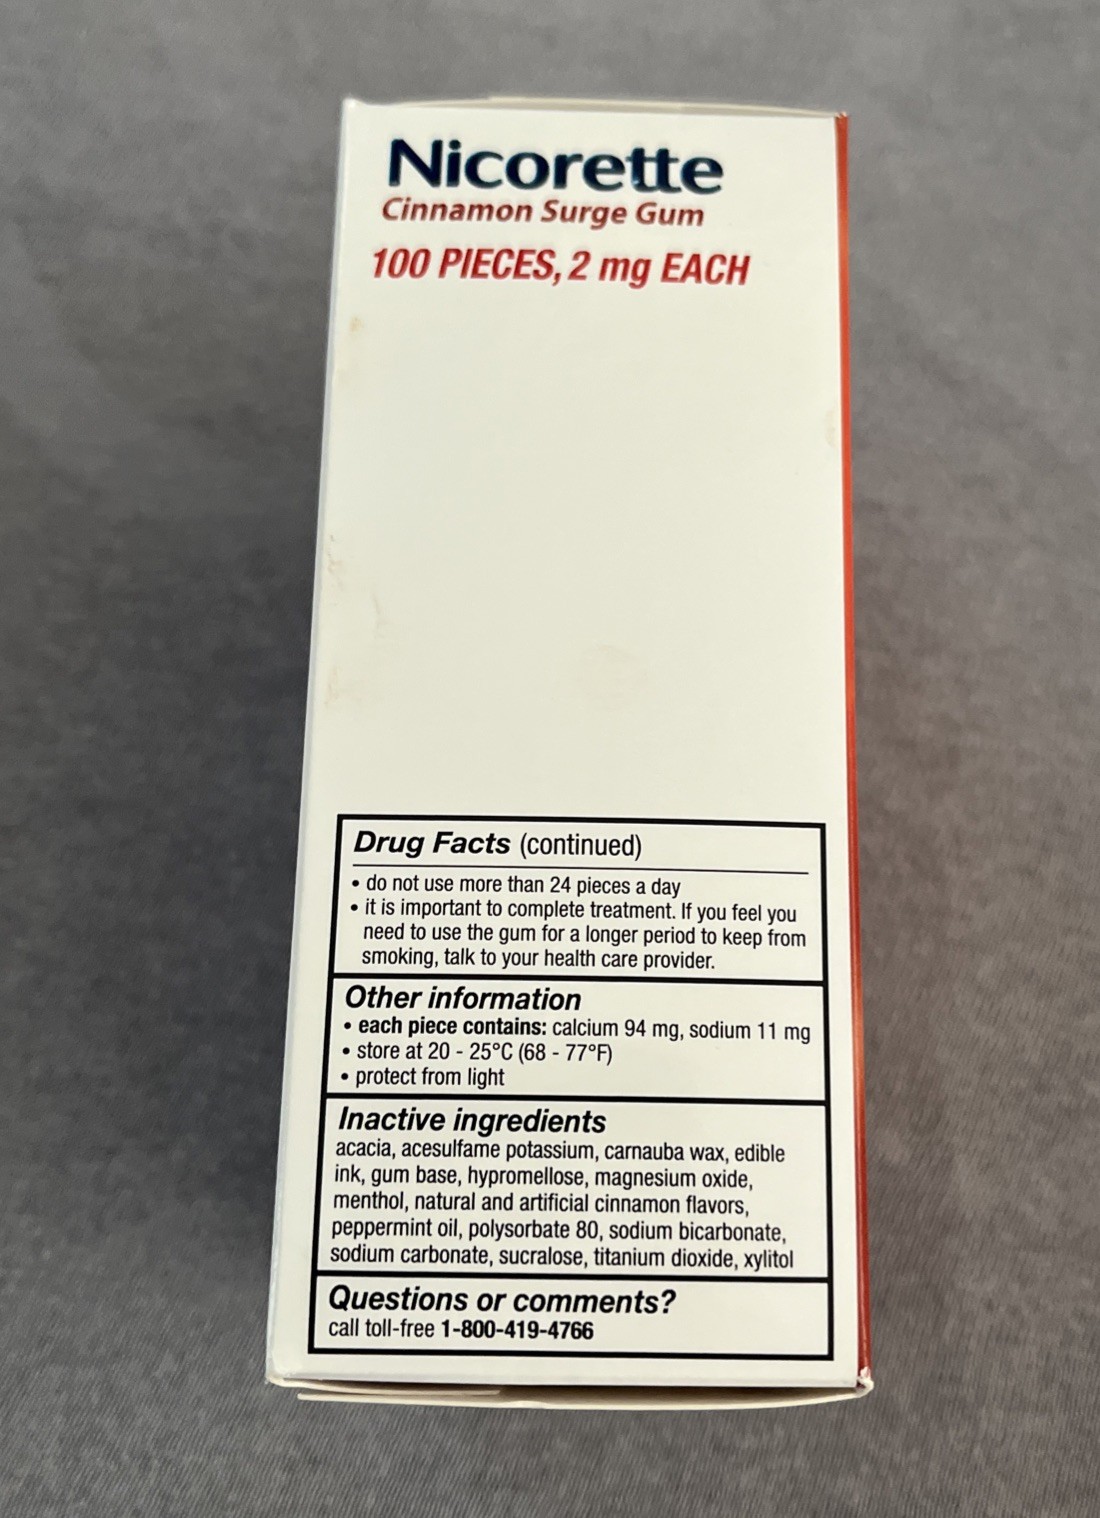 Nicorette
Cinnamon Surge Gum
100 PIECES, 2 mg EACH
Drug Facts (continued)
• do not use more than 24 pieces a day
• it is important to complete treatment. If you feel you
need to use the gum for a longer period to keep from
smoking, talk to your health care provider.
Other information
• each piece contains: calcium 94 mg, sodium 11 mg
• store at 20 - 25°C (68 - 77°F)
• protect from light
Inactive ingredients
acacia, acesulfame potassium, carnauba wax, edible
ink, gum base, hypromellose, magnesium oxide,
menthol, natural and artificial cinnamon flavors,
peppermint oil, polysorbate 80, sodium bicarbonate,
sodium carbonate, sucralose, titanium dioxide, xylitol
Questions or comments?
call toll-free 1-800-419-4766